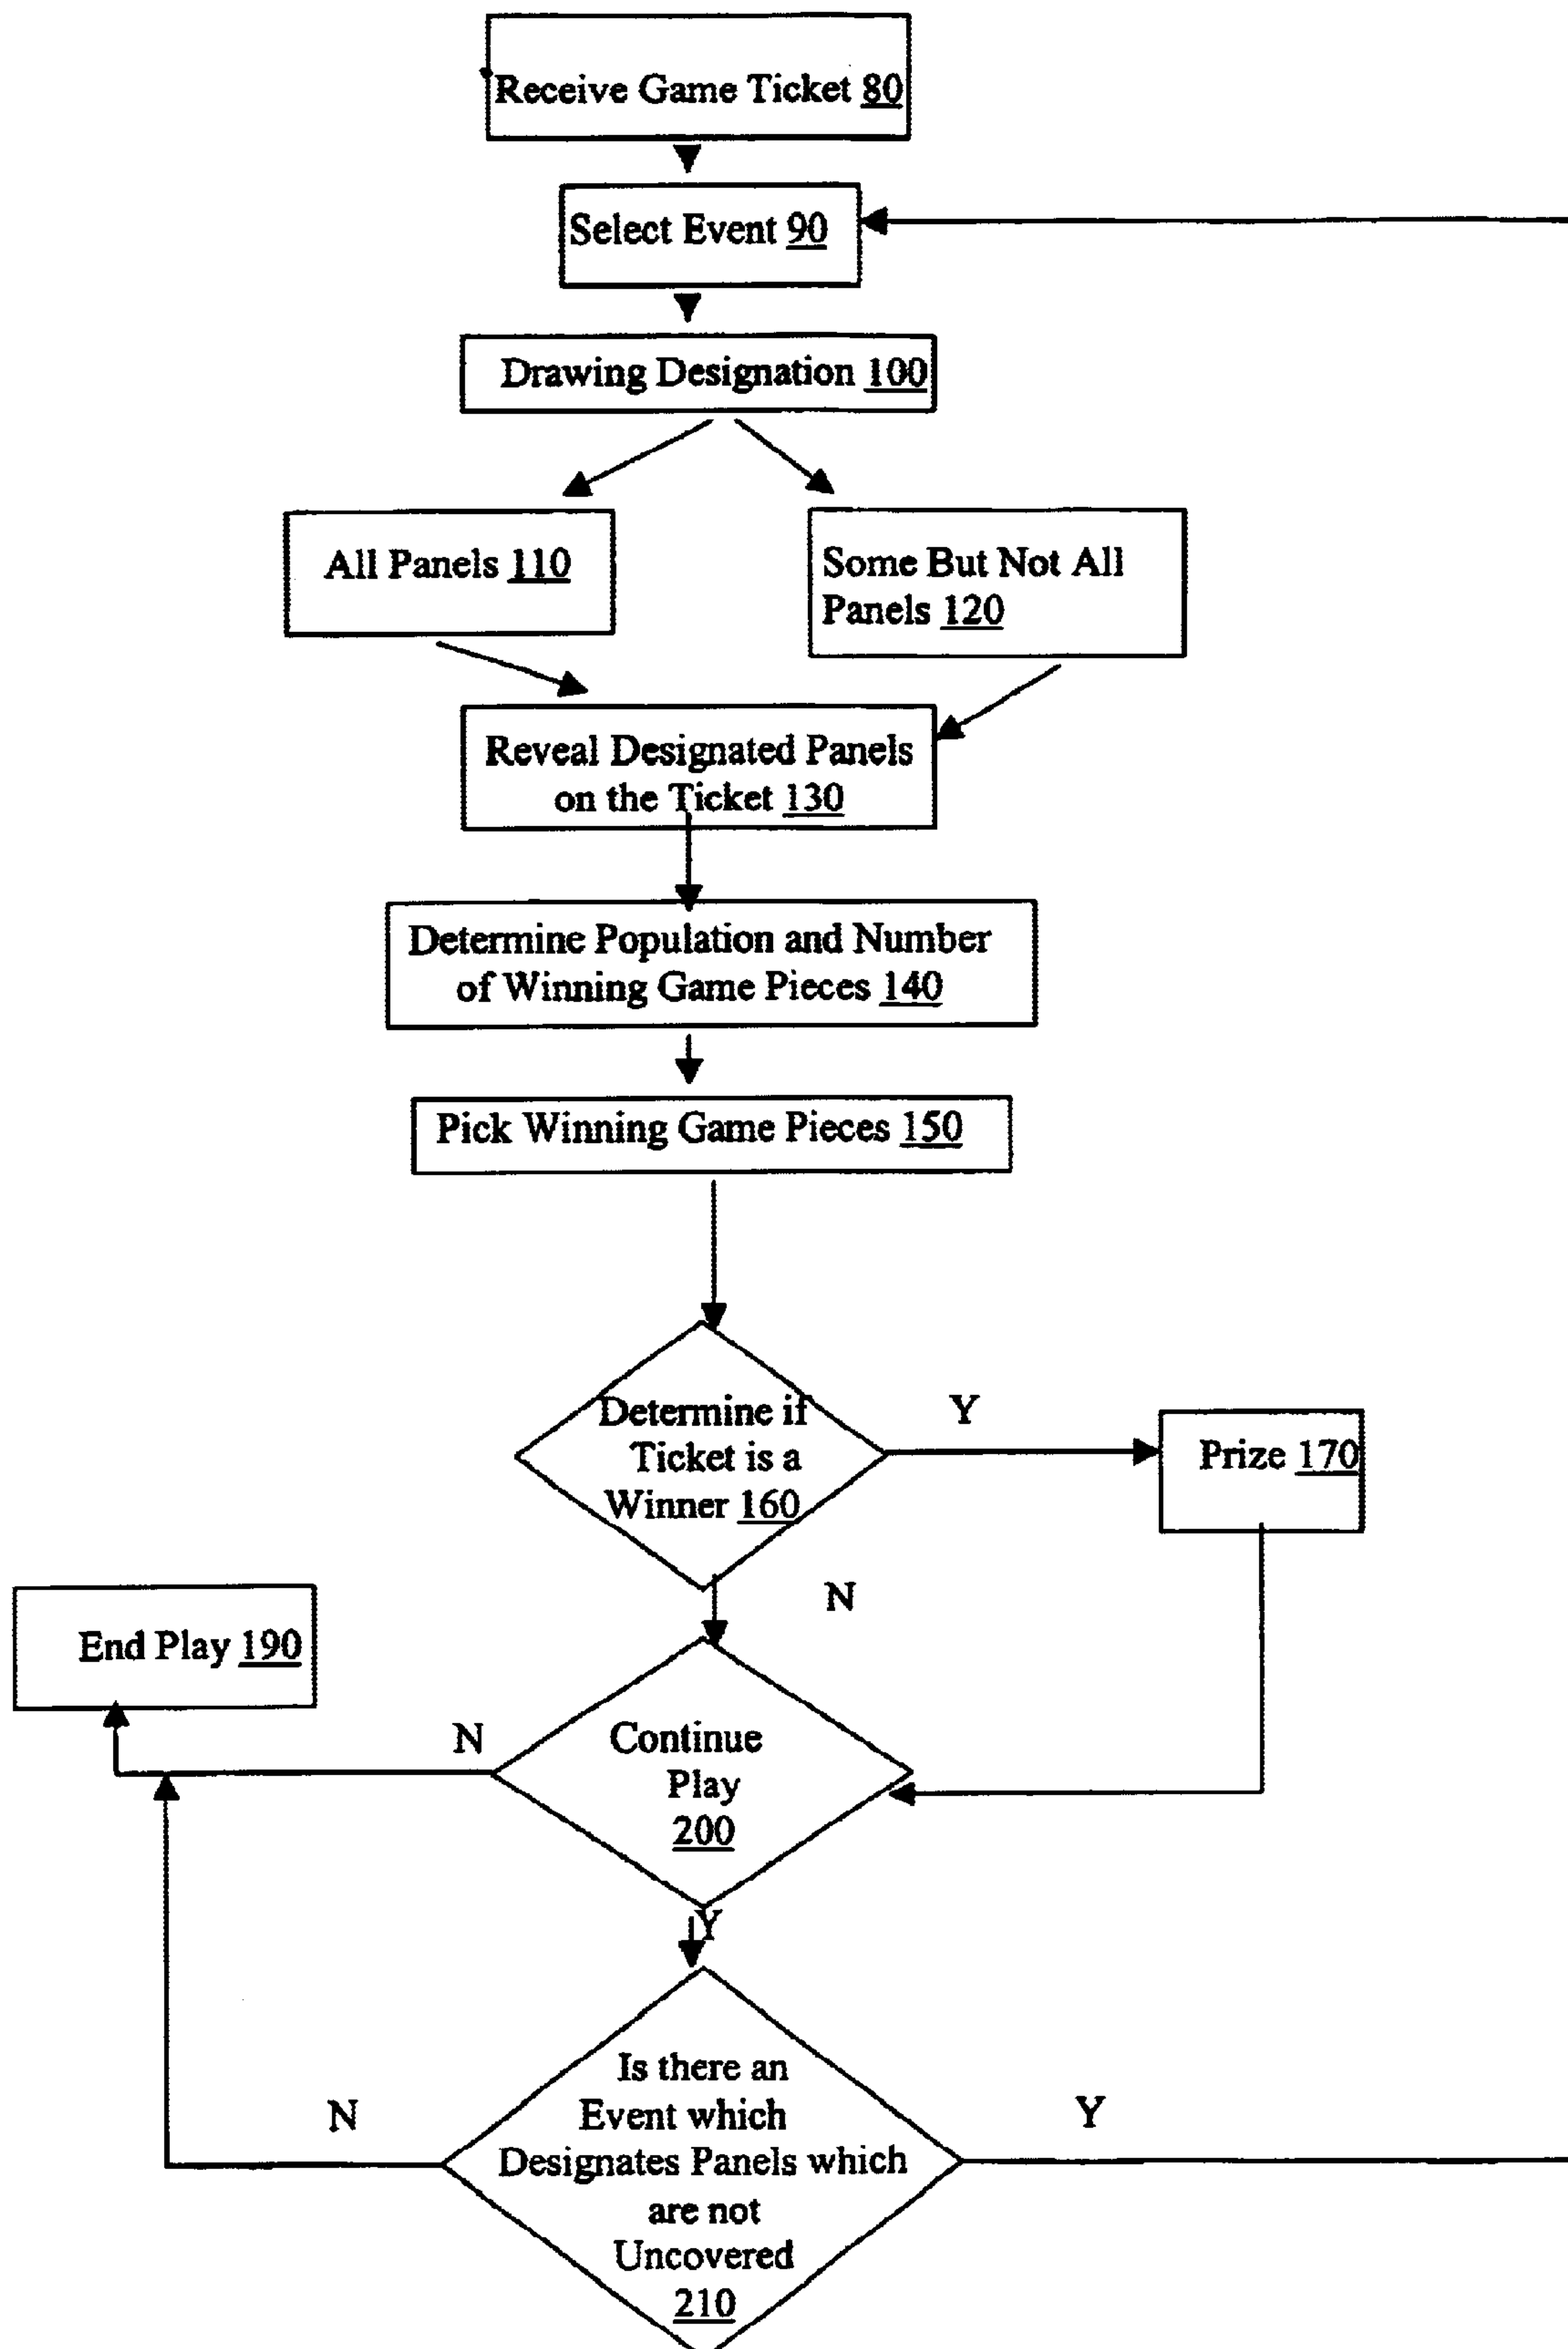 Receive Game Ticket 80
Select Event 90
Drawing Designation 100
All Panels 110
Some But Not All
Panels 120
Reveal Designated Panels
on the Ticket 130
Determine Population and Number
of Winning Game Pieces 140
Pick Winning Game Pieces 150
Determine if
Ticket is a
Winner 160
Y
Prize 170
N
End Play 190
N
Continue
Play
200
Y
Is there an
Event which
Designates Panels which
are not
Uncovered
210
N
Y